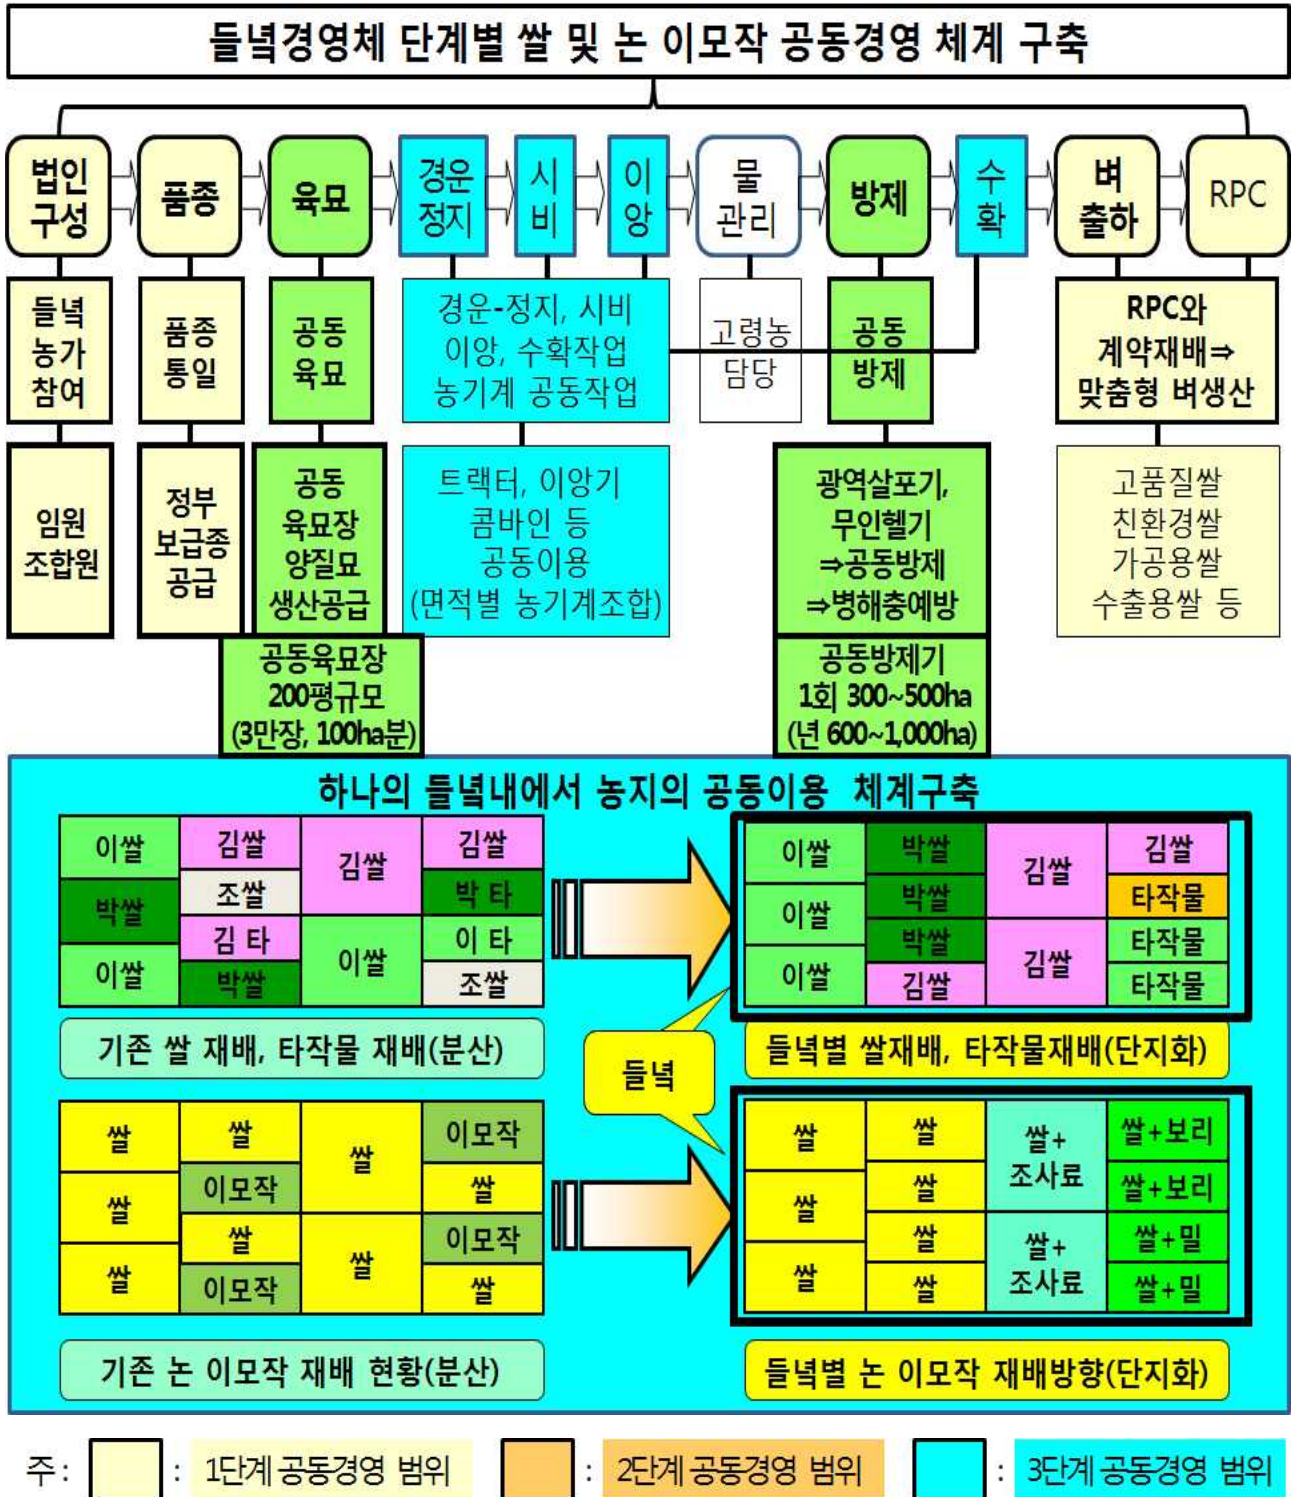 들녘경영체 단계별 쌀 및 논 이모작 공동경영 체계 구축
법인
구성
품종
육묘
경운
정지
시
비
이
앙
물
관리
방제
수
확
벼
출하
RPC
들녘
농가
참여
품종
통일
공동
육묘
경운-정지, 시비
이앙, 수확작업
농기계 공동작업
고령농
담당
공동
방제
RPC와
계약재배⇒
맞춤형 벼생산
임원
조합원
정부
보급종
공급
공동
육묘장
양질묘
생산공급
트랙터, 이앙기
콤바인 등
공동이용
(면적별 농기계조합)
광역살포기,
무인헬기
⇒공동방제
⇒병해충예방
고품질쌀
친환경쌀
가공용쌀
수출용쌀 등
공동육묘장
200평규모
(3만장, 100ha분)
공동방제기
1회 300~500ha
(년 600~1,000ha)
하나의 들녘내에서 농지의 공동이용 체계구축
이쌀
박쌀
이쌀
김쌀
조쌀
김 타
박쌀
김쌀
이쌀
김쌀
박 타
이 타
조쌀
이쌀
이쌀
이쌀
박쌀
박쌀
박쌀
김쌀
김쌀
김쌀
김쌀
타작물
타작물
타작물
기존 쌀 재배, 타작물 재배(분산)
들녘
들녘별 쌀재배, 타작물재배(단지화)
쌀
쌀
쌀
쌀
이모작
쌀
이모작
쌀
쌀
이모작
쌀
이모작
쌀
쌀
쌀
쌀
쌀
쌀
쌀
쌀
쌀+
조사료
쌀+
조사료
쌀+보리
쌀+보리
쌀+밀
쌀+밀
기존 논 이모작 재배 현황(분산)
들녘별 논 이모작 재배방향(단지화)
주 : : 1단계 공동경영 범위 : 2단계 공동경영 범위 : 3단계 공동경영 범위